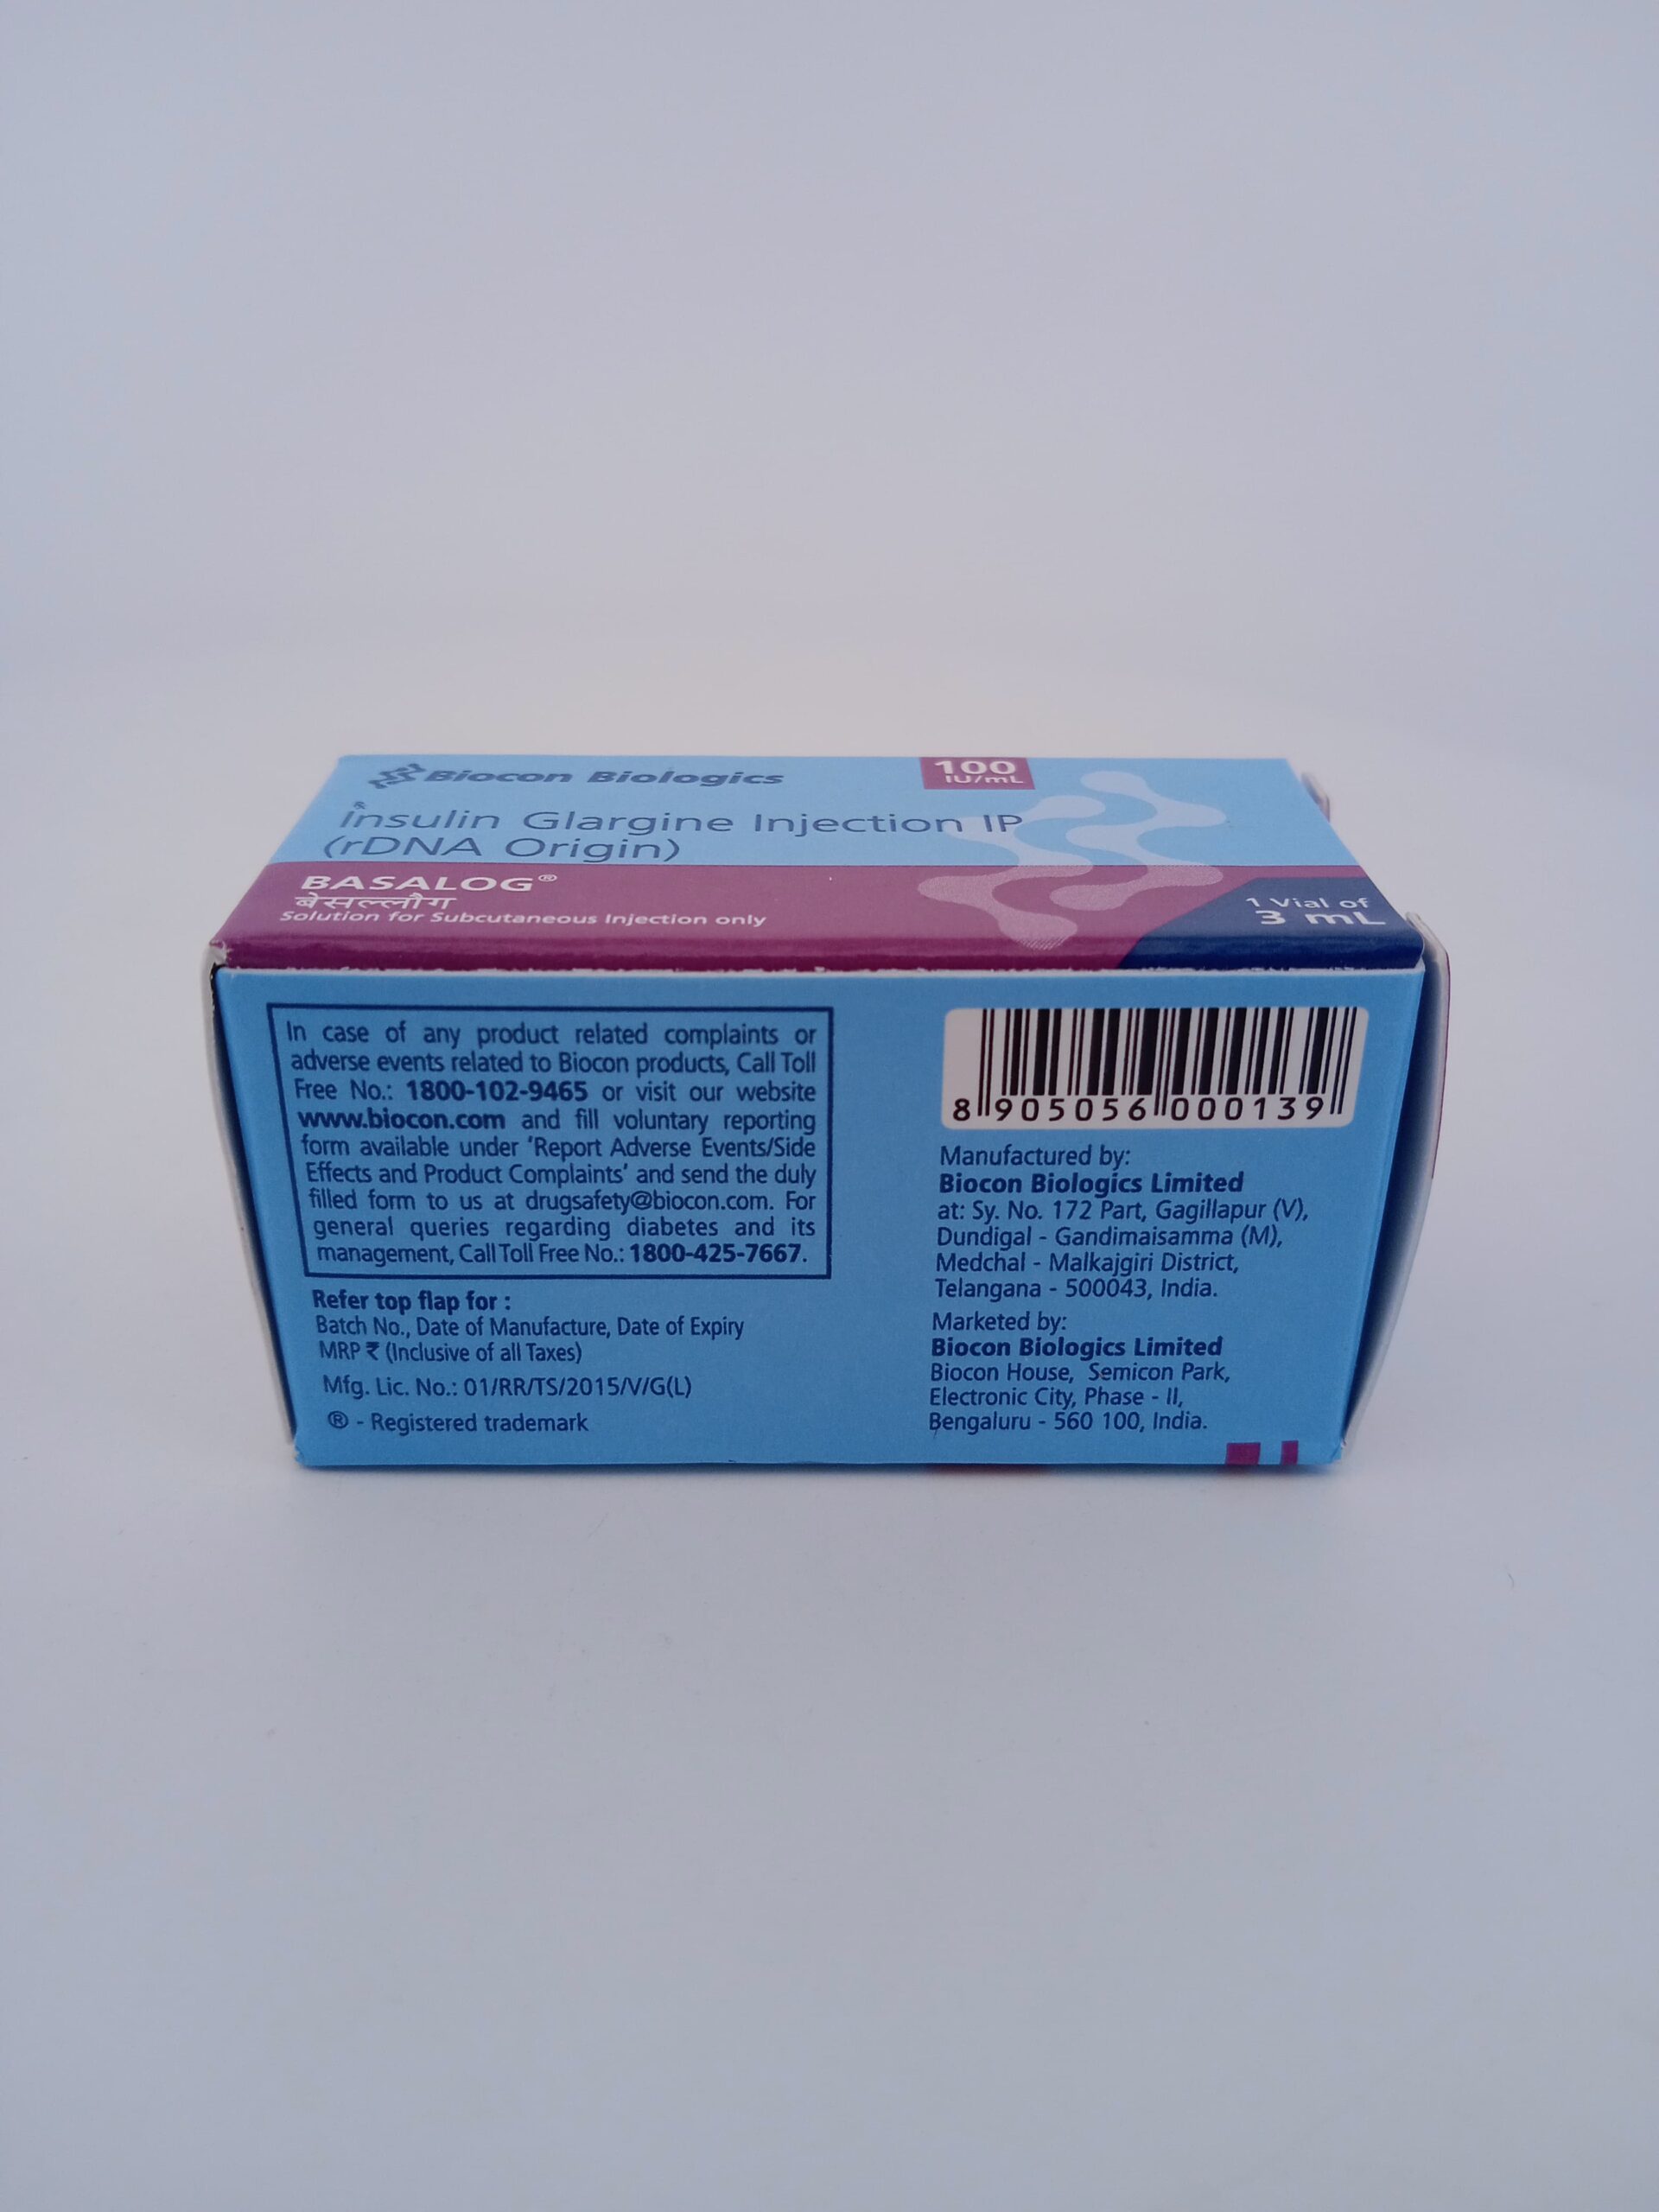 Biocon Biologics
100
IU/mL
*Insulin Glargine Injection IP
(rDNA Origin)
BASALOG®
बेसल्लौग
Solution for Subcutaneous Injection only
1 Vial of
3 mL
In case of any product related complaints or
adverse events related to Biocon products, Call Toll
Free No.: 1800-102-9465 or visit our website
www.biocon.com and fill voluntary reporting
form available under 'Report Adverse Events/Side
Effects and Product Complaints' and send the duly
filled form to us at drugsafety@biocon.com. For
general queries regarding diabetes and its
management, Call Toll Free No.: 1800-425-7667.
Refer top flap for :
Batch No., Date of Manufacture, Date of Expiry
MRP ₹ (Inclusive of all Taxes)
Mfg. Lic. No.: 01/RR/TS/2015/V/G(L)
® - Registered trademark
8 905056 000139
Manufactured by:
Biocon Biologics Limited
at: Sy. No. 172 Part, Gagillapur (V),
Dundigal - Gandimaisamma (M),
Medchal - Malkajgiri District,
Telangana - 500043, India.
Marketed by:
Biocon Biologics Limited
Biocon House, Semicon Park,
Electronic City, Phase - II,
Bengaluru - 560 100, India.